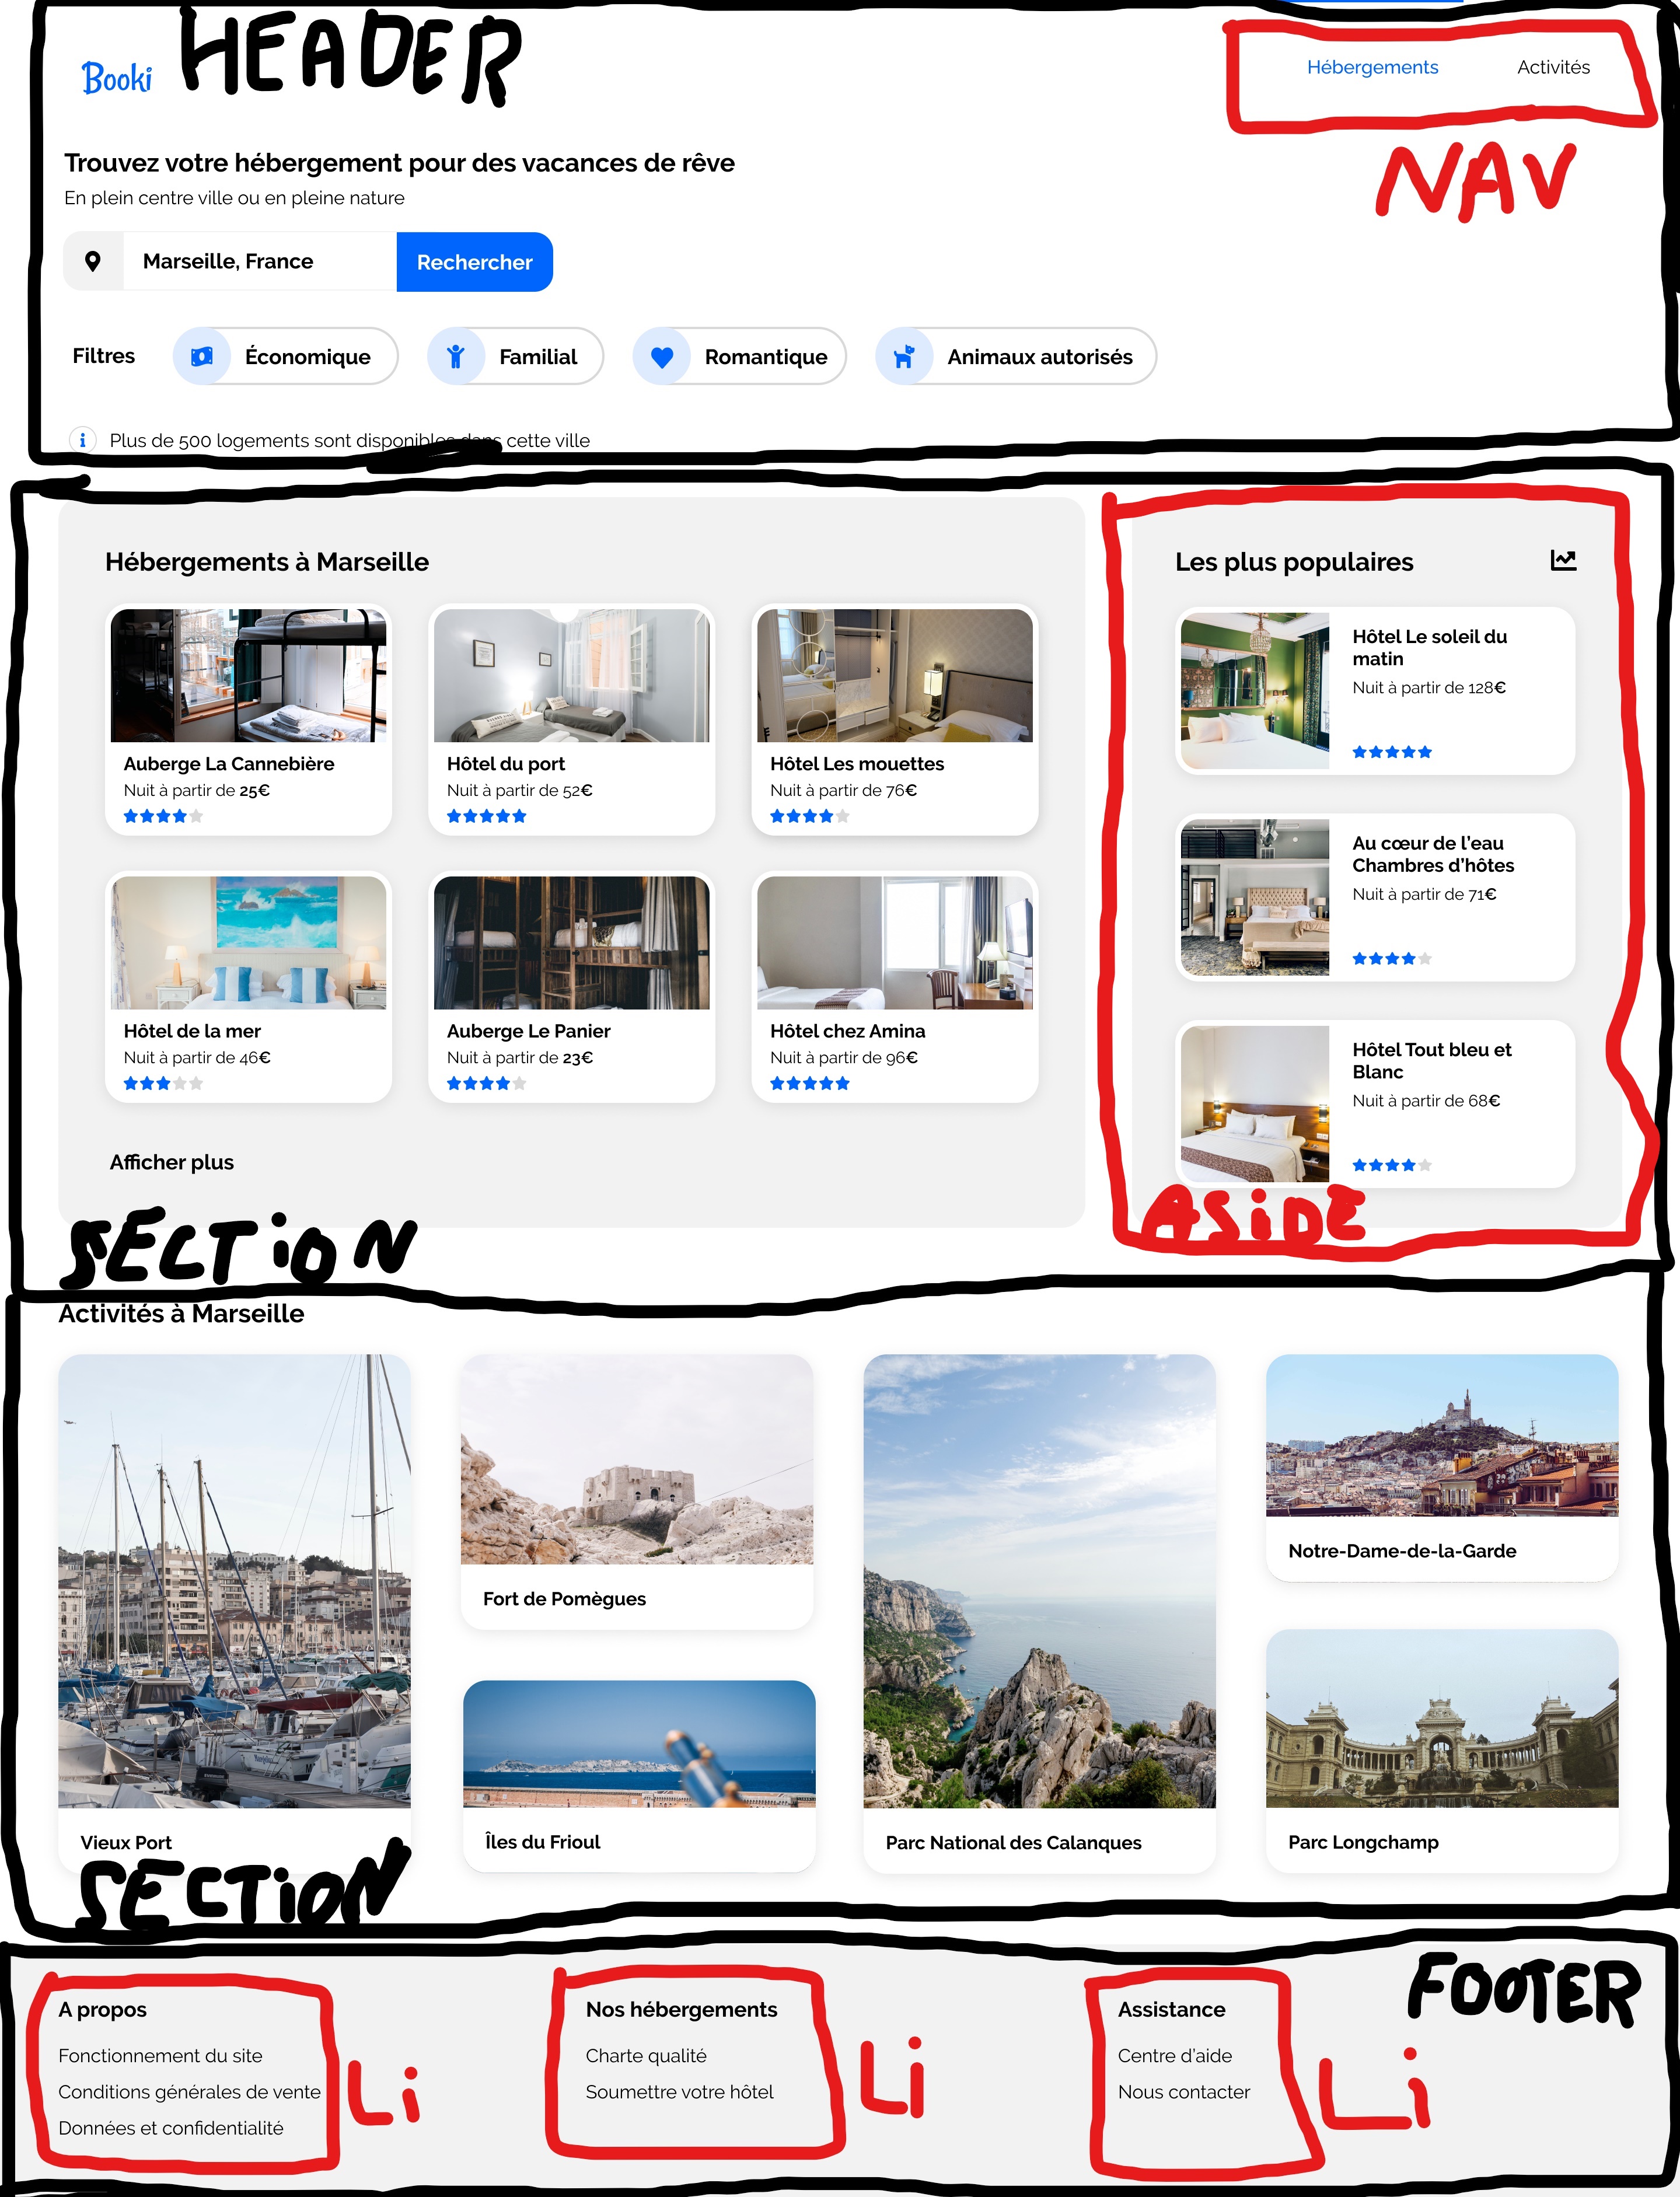 Booki
HEADER
Hébergements
Activités
NAV
Trouvez votre hébergement pour des vacances de rêve
En plein centre ville ou en pleine nature
Marseille, France
Rechercher
Filtres
Économique
Familial
Romantique
Animaux autorisés
Plus de 500 logements sont disponibles dans cette ville
Hébergements à Marseille
Auberge La Cannebière
Nuit à partir de 25€
Hôtel du port
Nuit à partir de 52€
Hôtel Les mouettes
Nuit à partir de 76€
Hôtel de la mer
Nuit à partir de 46€
Auberge Le Panier
Nuit à partir de 23€
Hôtel chez Amina
Nuit à partir de 96€
Afficher plus
SECTION
Les plus populaires
Hôtel Le soleil du
matin
Nuit à partir de 128€
Au cœur de l'eau
Chambres d'hôtes
Nuit à partir de 71€
Hôtel Tout bleu et
Blanc
Nuit à partir de 68€
ASIDE
Activités à Marseille
Vieux Port
Fort de Pomègues
Îles du Frioul
Parc National des Calanques
Notre-Dame-de-la-Garde
Parc Longchamp
SECTION
FOOTER
A propos
Fonctionnement du site
Conditions générales de vente
Données et confidentialité
Li
Nos hébergements
Charte qualité
Soumettre votre hôtel
Li
Assistance
Centre d'aide
Nous contacter
Li